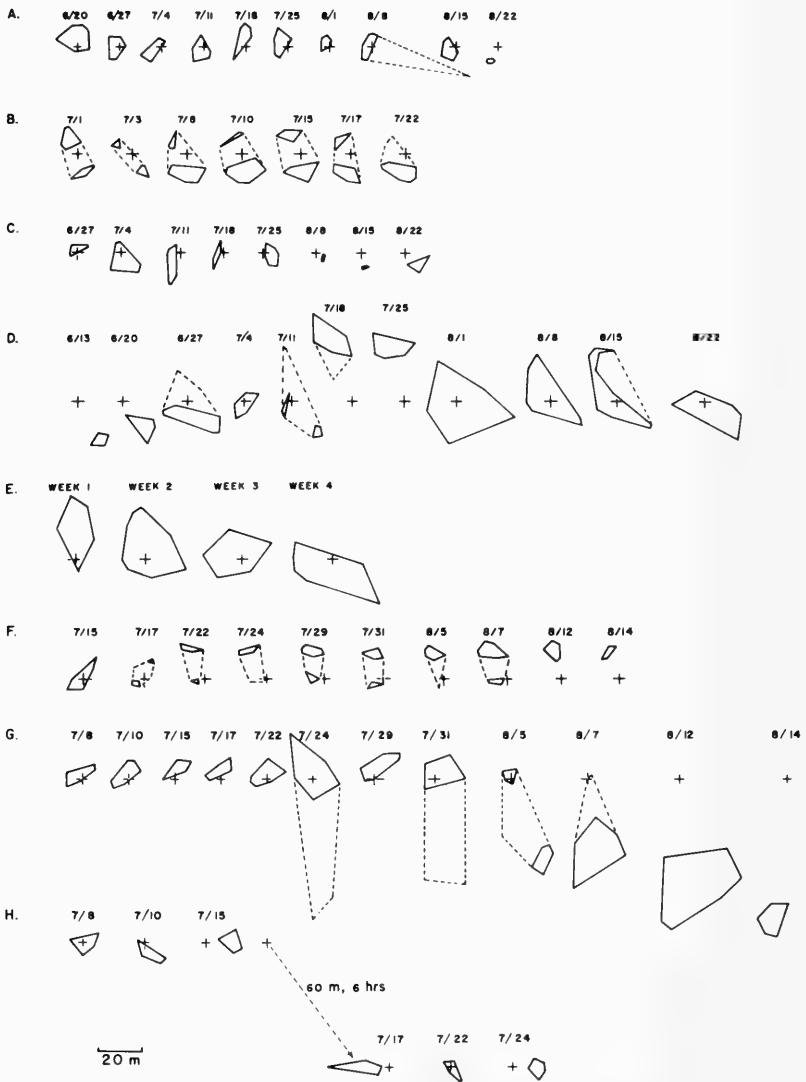 A. 6/20 6/27 7/4 7/11 7/18 7/25 8/1 8/8 8/15 8/22
B. 7/1 7/3 7/8 7/10 7/15 7/17 7/22
C. 6/27 7/4 7/11 7/18 7/25 8/8 8/15 8/22
7/18 7/25
D. 6/13 6/20 6/27 7/4 7/11 8/1 8/8 8/15 8/22
E. WEEK 1 WEEK 2 WEEK 3 WEEK 4
F. 7/15 7/17 7/22 7/24 7/29 7/31 8/5 8/7 8/12 8/14
G. 7/8 7/10 7/15 7/17 7/22 7/24 7/29 7/31 8/5 8/7 8/12 8/14
H. 7/8 7/10 7/15
60 m, 6 hrs
7/17 7/22 7/24
20 m